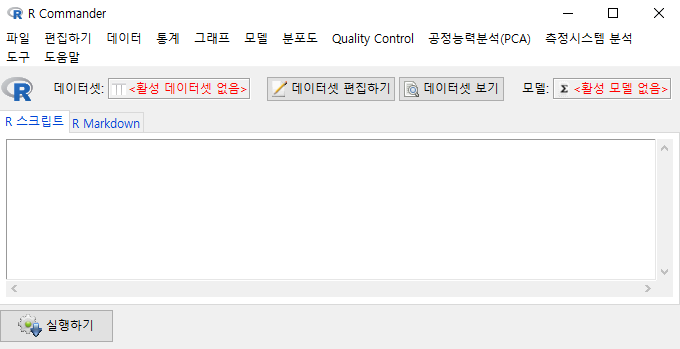 R Commander
파일 편집하기 데이터 통계 그래프 모델 분포도 Quality Control 공정능력분석(PCA) 측정시스템 분석
도구 도움말
R 데이터셋: <활성 데이터셋 없음> 데이터셋 편집하기 데이터셋 보기 모델: Σ <활성 모델 없음>
R 스크립트 R Markdown
실행하기